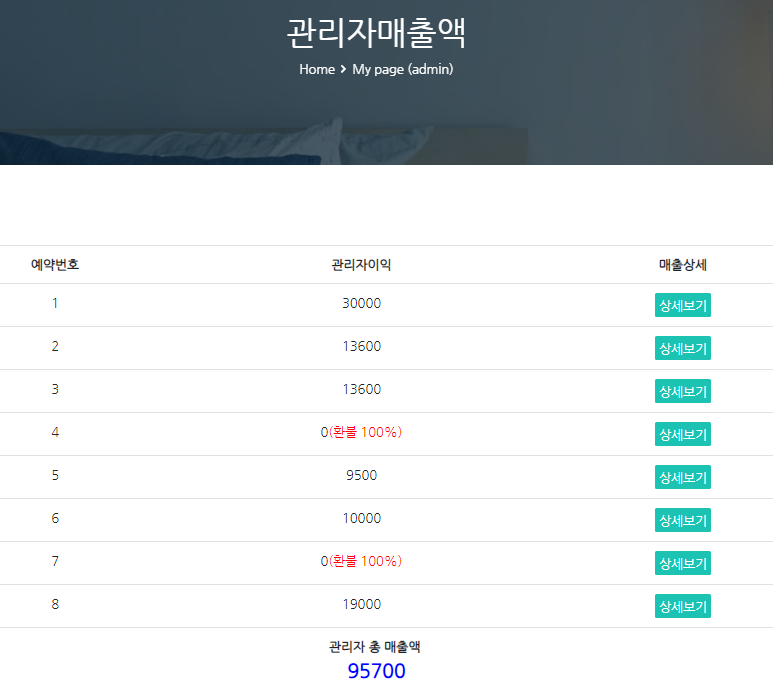 관리자매출액
Home > My page (admin)
예약번호 관리자이익 매출상세
1 30000 상세보기
2 13600 상세보기
3 13600 상세보기
4 0(환불 100%) 상세보기
5 9500 상세보기
6 10000 상세보기
7 0(환불 100%) 상세보기
8 19000 상세보기
관리자 총 매출액
95700